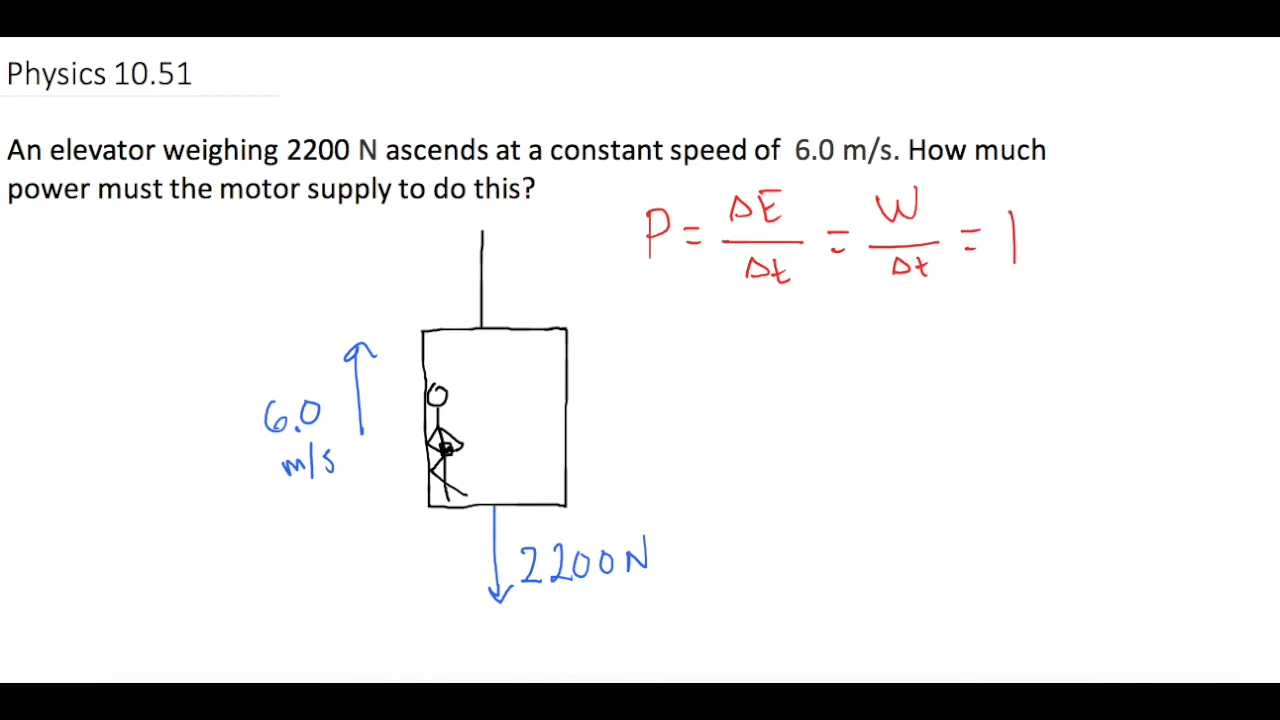 Physics 10.51
An elevator weighing 2200 N ascends at a constant speed of 6.0 m/s. How much
power must the motor supply to do this?
P = ΔE/Δt = W/Δt = |
6.0
m/s
2200N